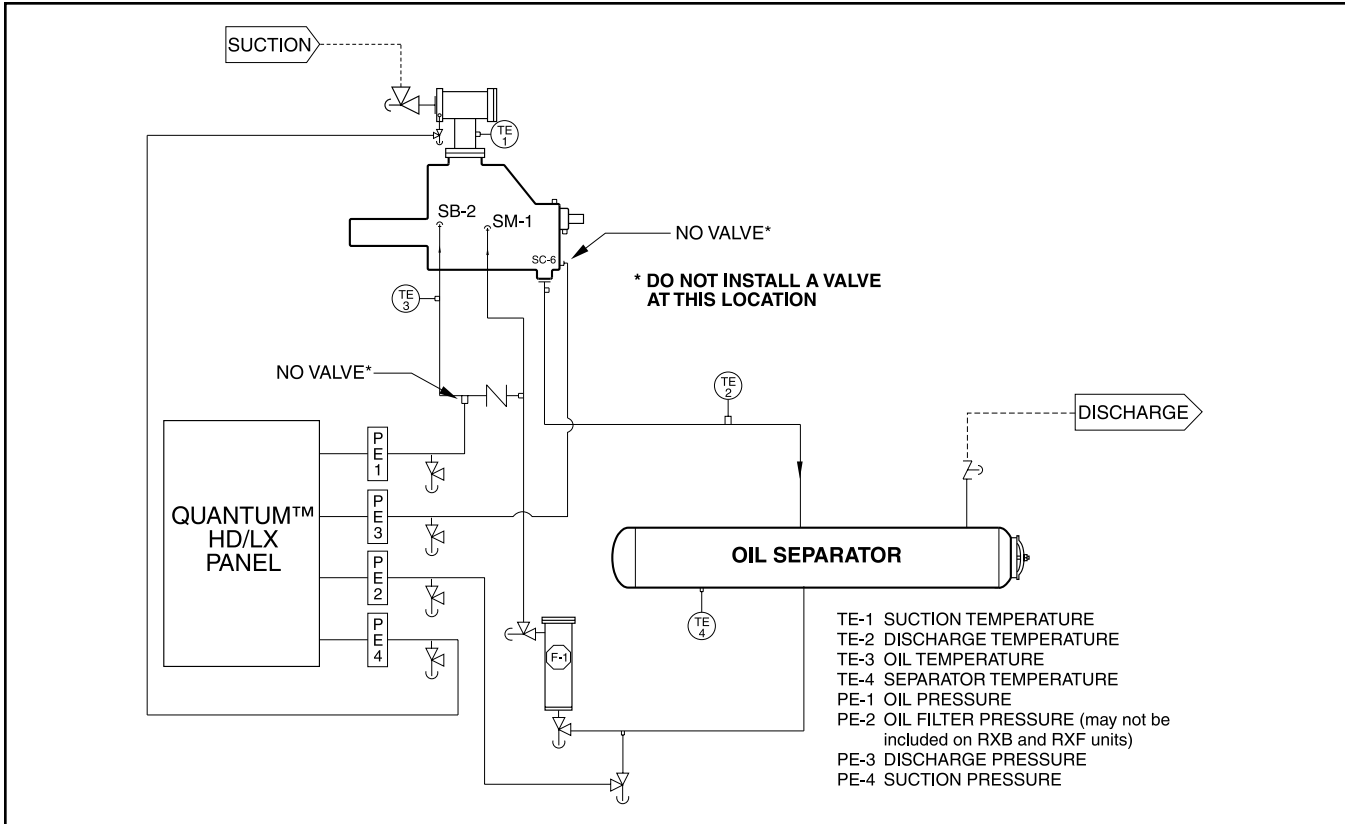 SUCTION
TE
1
SB-2
SM-1
SC-6
NO VALVE*
* DO NOT INSTALL A VALVE
AT THIS LOCATION
TE
3
NO VALVE*
TE
2
DISCHARGE
QUANTUM™
HD/LX
PANEL
P
E
1
P
E
3
P
E
2
P
E
4
OIL SEPARATOR
TE
4
F-1
TE-1 SUCTION TEMPERATURE
TE-2 DISCHARGE TEMPERATURE
TE-3 OIL TEMPERATURE
TE-4 SEPARATOR TEMPERATURE
PE-1 OIL PRESSURE
PE-2 OIL FILTER PRESSURE (may not be
included on RXB and RXF units)
PE-3 DISCHARGE PRESSURE
PE-4 SUCTION PRESSURE